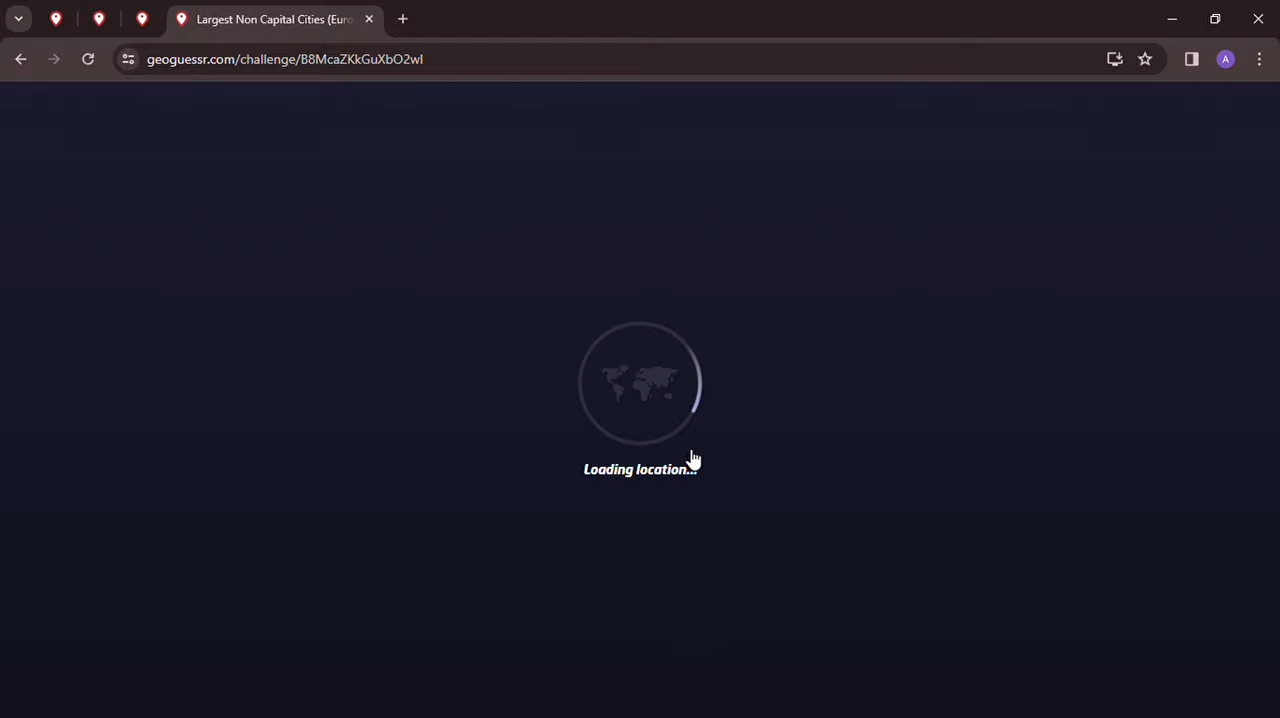 Largest Non Capital Cities (Euro
geoguessr.com/challenge/B8McaZKkGuXbO2wI
A
Loading location...